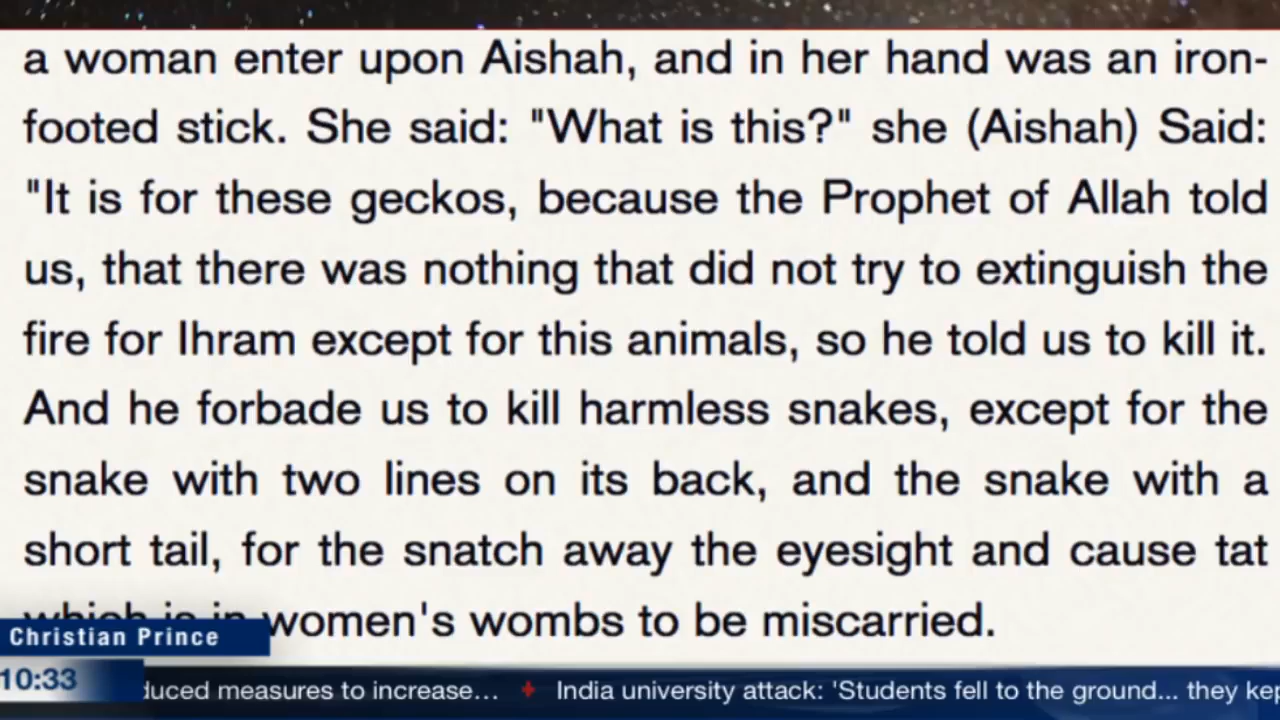 a woman enter upon Aishah, and in her hand was an iron-
footed stick. She said: "What is this?" she (Aishah) Said:
"It is for these geckos, because the Prophet of Allah told
us, that there was nothing that did not try to extinguish the
fire for Ihram except for this animals, so he told us to kill it.
And he forbade us to kill harmless snakes, except for the
snake with two lines on its back, and the snake with a
short tail, for the snatch away the eyesight and cause tat
which is in women's wombs to be miscarried.
Christian Prince
10:33
duced measures to increase... India university attack: 'Students fell to the ground... they kep